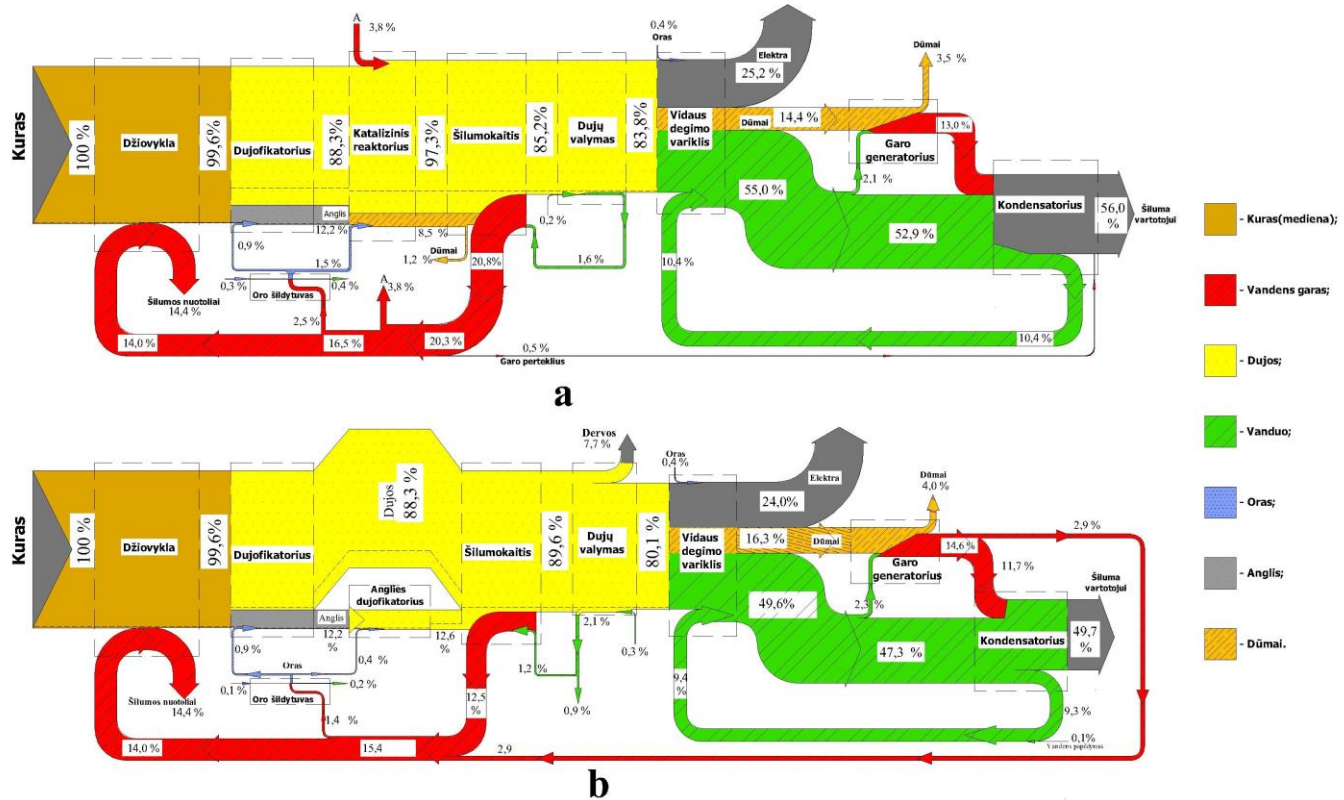 A
3,8 %
0,4 %
Oras
Elektra
25,2 %
Dūmai
3,5 %
Kuras
100 %
Džiovykla
99,6%
Dujofikatorius
88,3%
Katalizinis
reaktorius
97,3%
Šilumokaitis
85,2%
Dujų
valymas
83,8%
Vidaus
degimo
variklis
14,4 %
Dūmai
Garo
generatorius
13,0 %
2,1 %
55,0 %
52,9 %
Kondensatorius
56,0
%
Šiluma
vartotojui
Anglis
12,2 %
8,5 %
0,9 %
1,5 %
Dūmai
1,2 %
20,8%
0,2 %
1,6 %
10,4 %
0,3 %
Oro šildytuvas
0,4 %
A
3,8 %
Šilumos nuotoliai
14,4 %
2,5 %
14,0 %
16,5 %
20,3 %
0,5 %
Garo perteklius
10,4 %
a
- Kuras(mediena);
- Vandens garas;
- Dujos;
- Vanduo;
- Oras;
- Anglis;
- Dūmai.
Dervos
7,7 %
Oras
0,4 %
Elektra
24,0%
Dūmai
4,0 %
Kuras
100 %
Džiovykla
99,6%
Dujofikatorius
Dujos
88,3 %
Šilumokaitis
89,6 %
Dujų
valymas
80,1 %
Vidaus
degimo
variklis
16,3 %
Dūmai
Garo
generatorius
14,6 %
2,9 %
11,7 %
2,3 %
49,6%
47,3 %
Kondensatorius
49,7
%
Šiluma
vartotojui
Anglies
dujofikatorius
Anglis
12,2
%
12,6
%
0,9 %
0,4 %
Oras
0,1 %
0,2 %
Oro šildytuvas
1,2 %
2,1 %
0,3 %
0,9 %
12,5
%
9,4
%
9,3 %
0,1%
Vandens papildymas
Šilumos nuotoliai
14,4 %
1,4 %
14,0 %
15,4
2,9
b